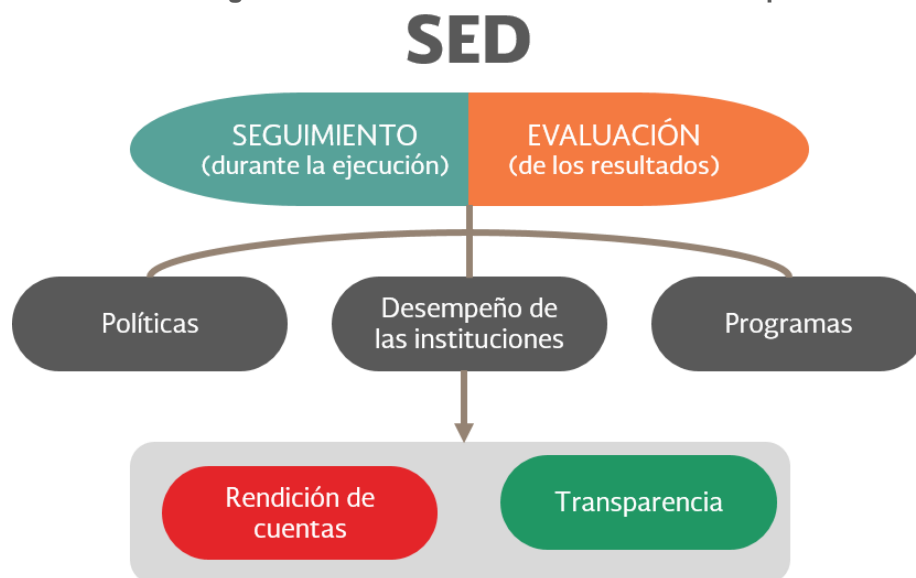 SED
SEGUIMIENTO
(durante la ejecución)
EVALUACIÓN
(de los resultados)
Políticas
Desempeño de
las instituciones
Programas
Rendición de
cuentas
Transparencia